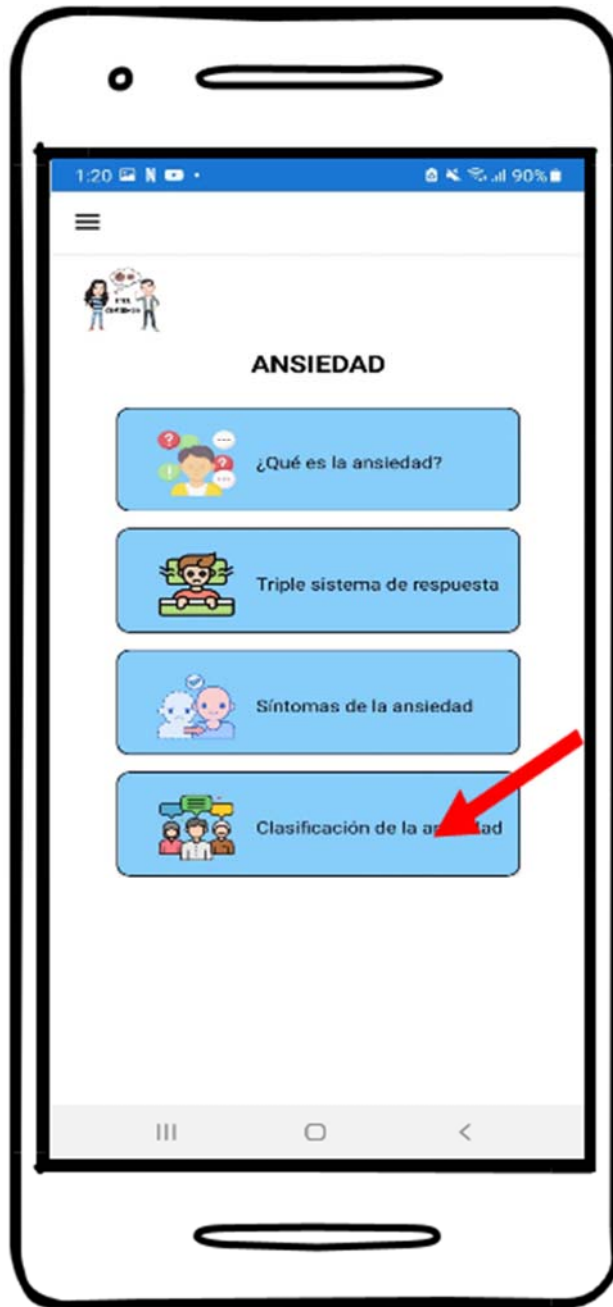 1:20
90%
ANSIEDAD
¿Qué es la ansiedad?
Triple sistema de respuesta
Síntomas de la ansiedad
Clasificación de la